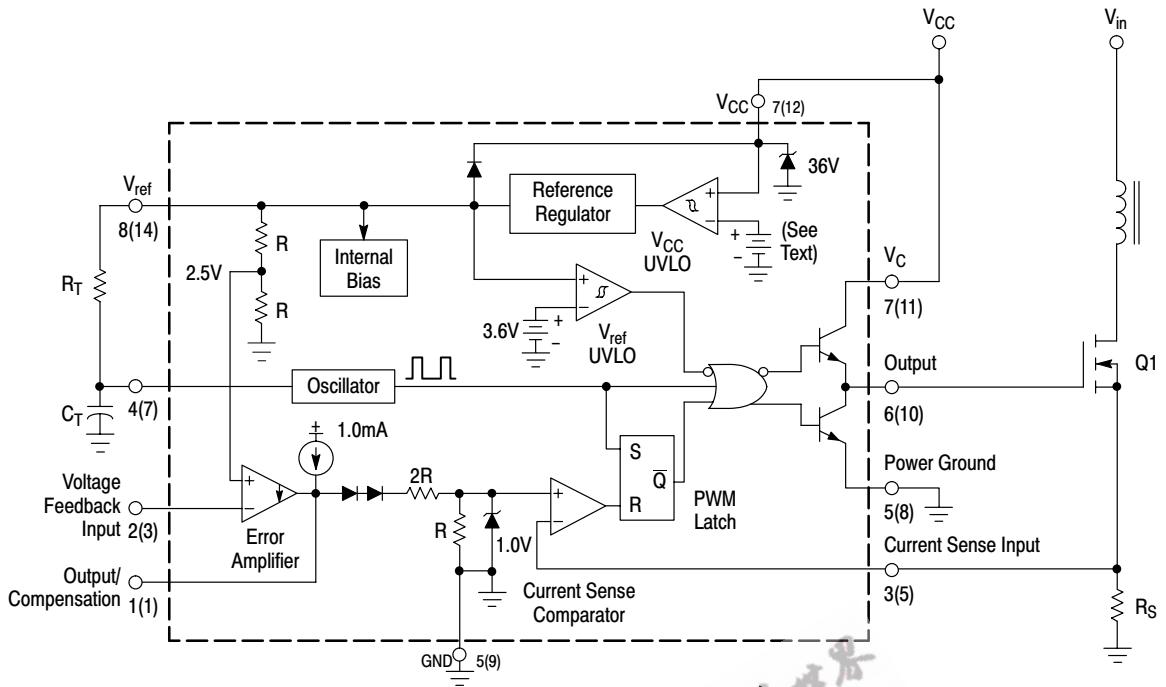 VCC
Vin
VCC 7(12)
36V
Vref
8(14)
Reference
Regulator
+
−
+
−
(See
Text)
VCC
UVLO
RT
R
2.5V
R
Internal
Bias
VC
7(11)
+
−
3.6V
+
−
Vref
UVLO
Output
6(10)
Q1
Oscillator
4(7)
CT
+
1.0mA
S
Q
R
PWM
Latch
Power Ground
5(8)
Voltage
Feedback
Input 2(3)
+
−
Error
Amplifier
2R
R
1.0V
+
−
Current Sense
Comparator
Current Sense Input
3(5)
RS
Output/
Compensation 1(1)
GND 5(9)